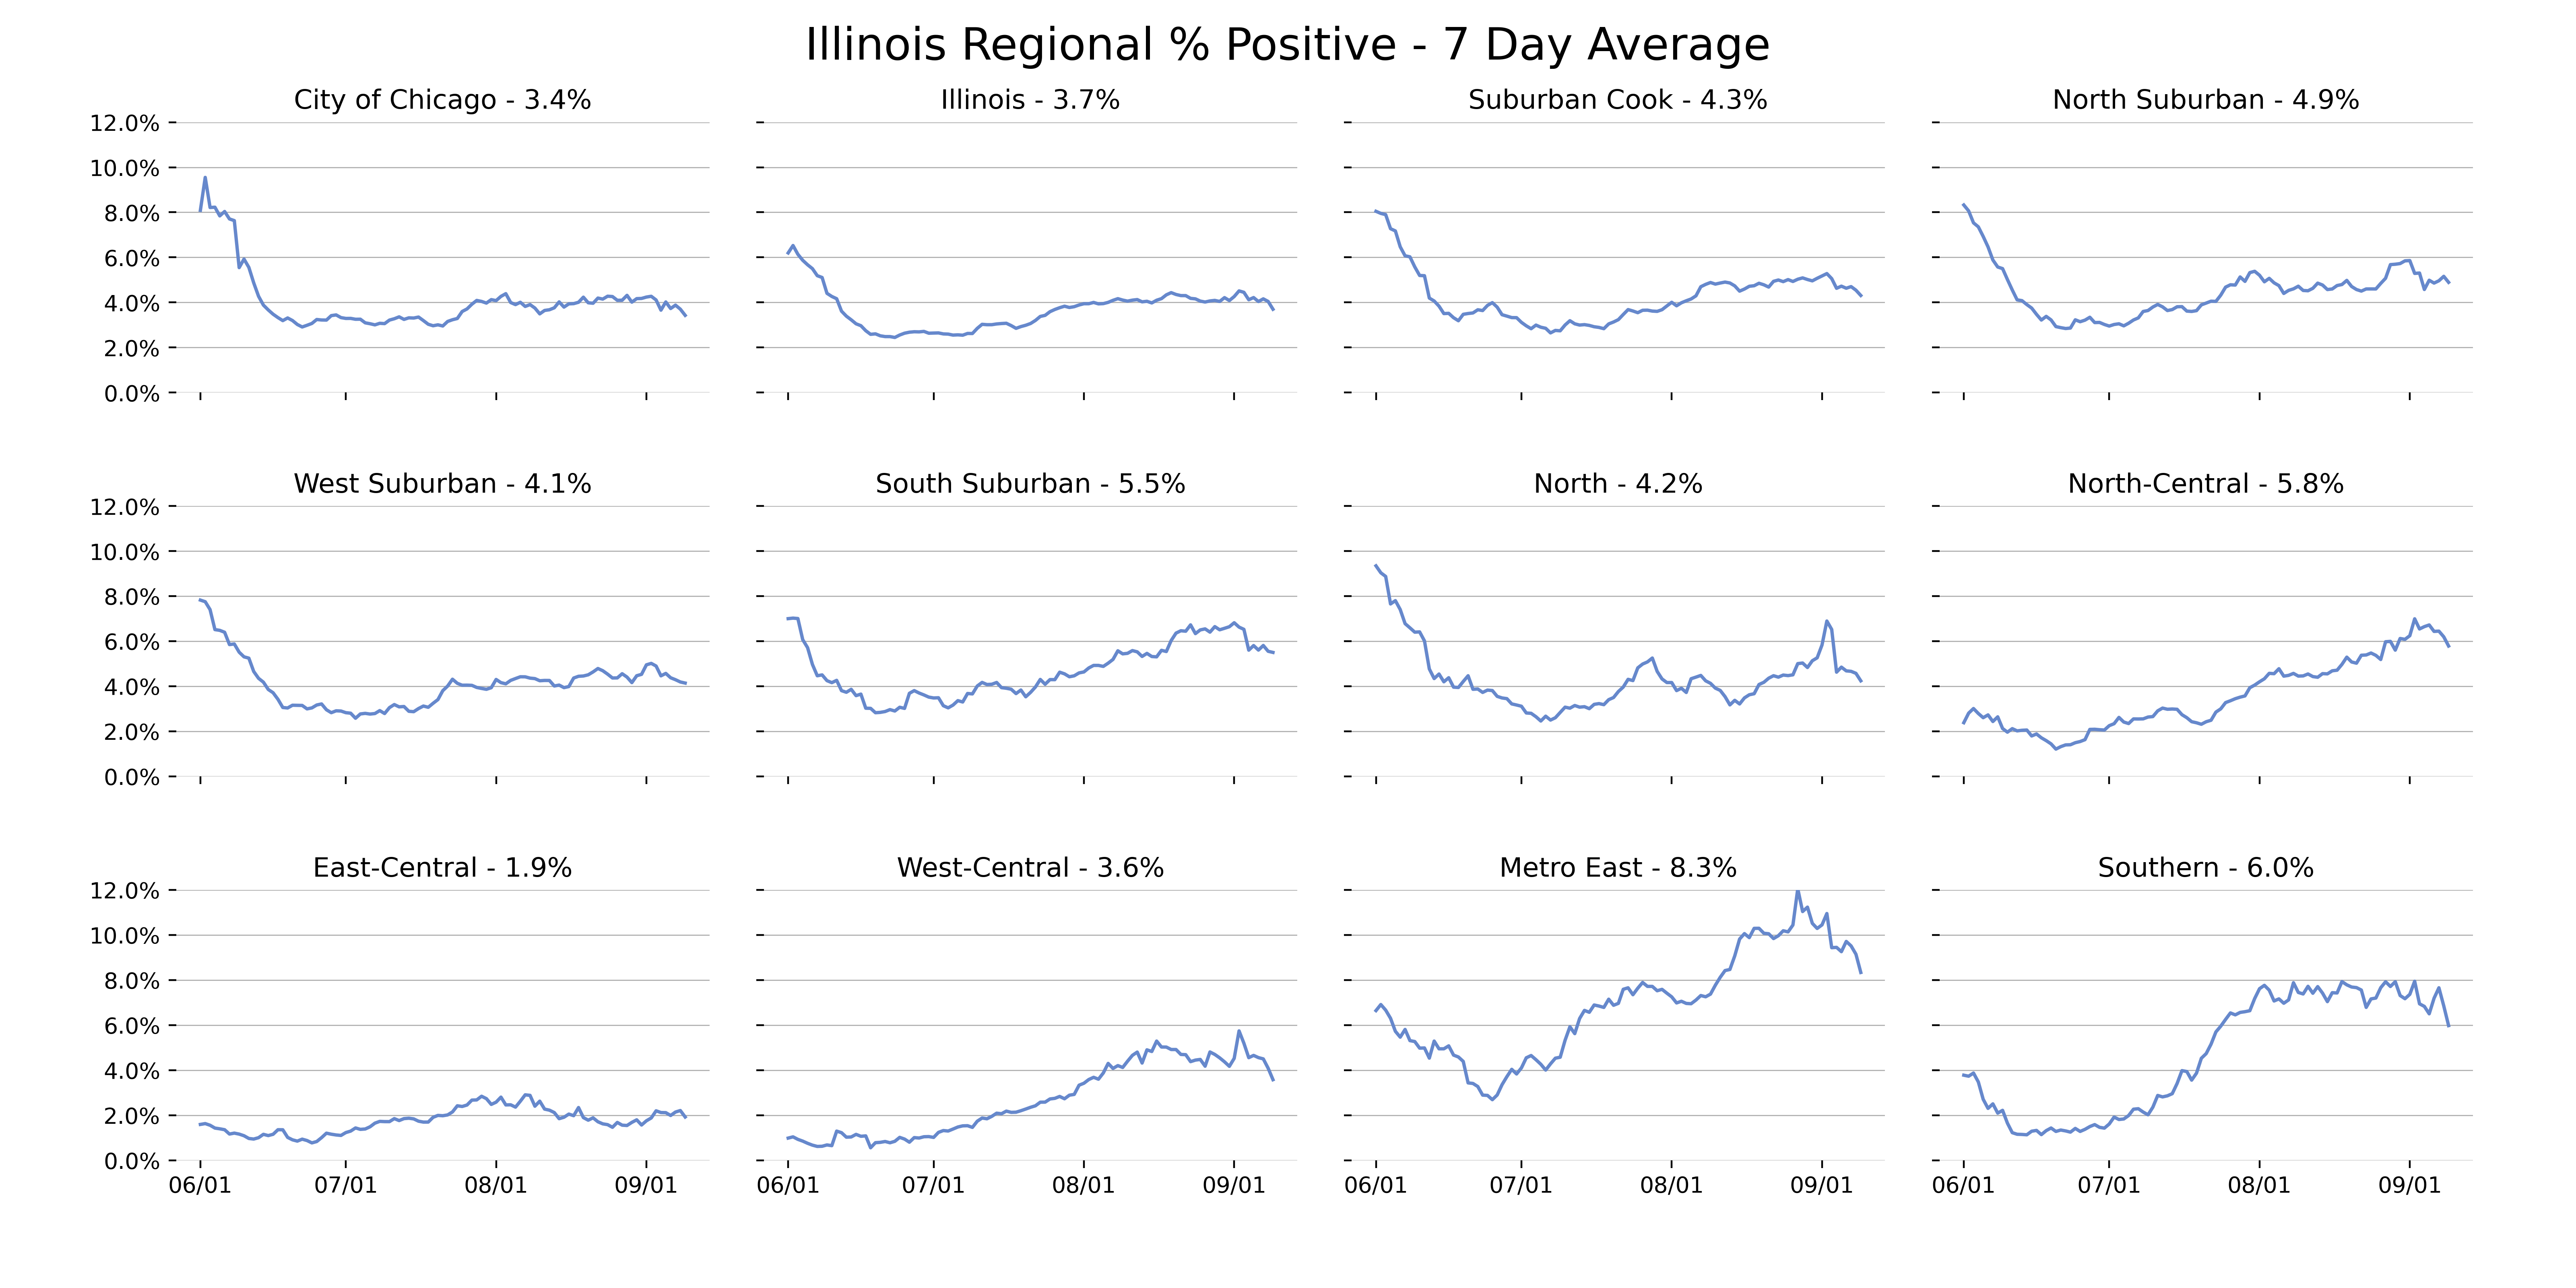 Illinois Regional % Positive - 7 Day Average
City of Chicago - 3.4%
Illinois - 3.7%
Suburban Cook - 4.3%
North Suburban - 4.9%
12.0%
10.0%
8.0%
6.0%
4.0%
2.0%
0.0%
West Suburban - 4.1%
South Suburban - 5.5%
North - 4.2%
North-Central - 5.8%
12.0%
10.0%
8.0%
6.0%
4.0%
2.0%
0.0%
East-Central - 1.9%
West-Central - 3.6%
Metro East - 8.3%
Southern - 6.0%
12.0%
10.0%
8.0%
6.0%
4.0%
2.0%
0.0%
06/01 07/01 08/01 09/01
06/01 07/01 08/01 09/01
06/01 07/01 08/01 09/01
06/01 07/01 08/01 09/01